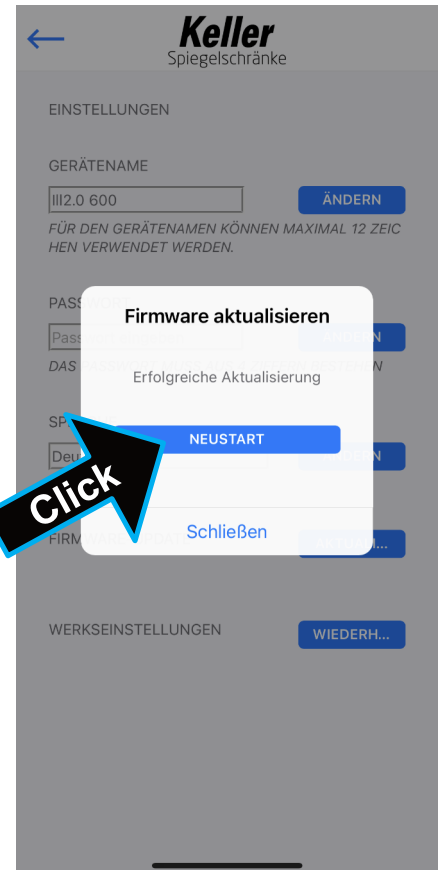 Keller
Spiegelschränke
EINSTELLUNGEN
GERÄTENAME
III2.0 600
ÄNDERN
FÜR DEN GERÄTENAMEN KÖNNEN MAXIMAL 12 ZEIC
HEN VERWENDET WERDEN.
Firmware aktualisieren
Erfolgreiche Aktualisierung
NEUSTART
Click
Schließen
WERKSEINSTELLUNGEN
WIEDERH...